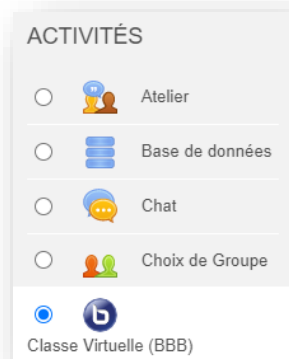 ACTIVITÉS
Atelier
Base de données
Chat
Choix de Groupe
b
Classe Virtuelle (BBB)